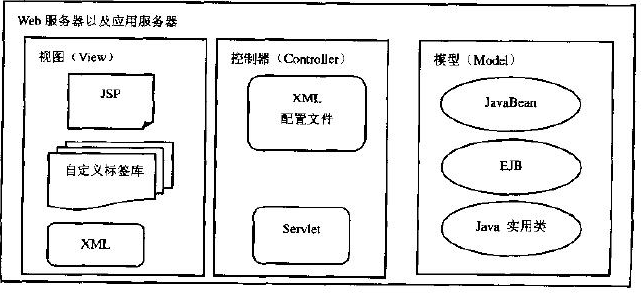 Web 服务器以及应用服务器
视图（View）
JSP
自定义标签库
XML
控制器（Controller）
XML
配置文件
Servlet
模型（Model）
JavaBean
EJB
Java 实用类